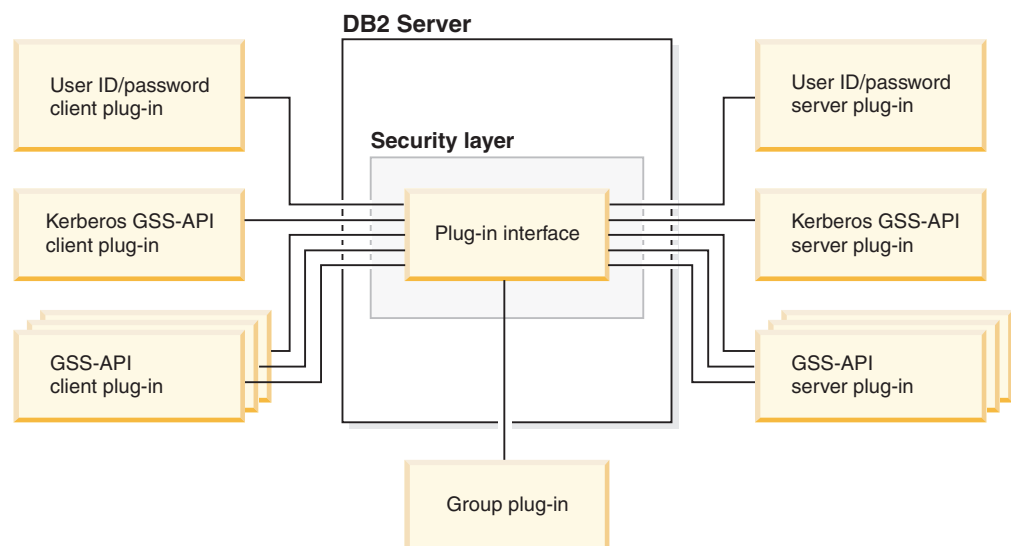 DB2 Server
User ID/password
client plug-in
User ID/password
server plug-in
Security layer
Kerberos GSS-API
client plug-in
Plug-in interface
Kerberos GSS-API
server plug-in
GSS-API
client plug-in
GSS-API
server plug-in
Group plug-in